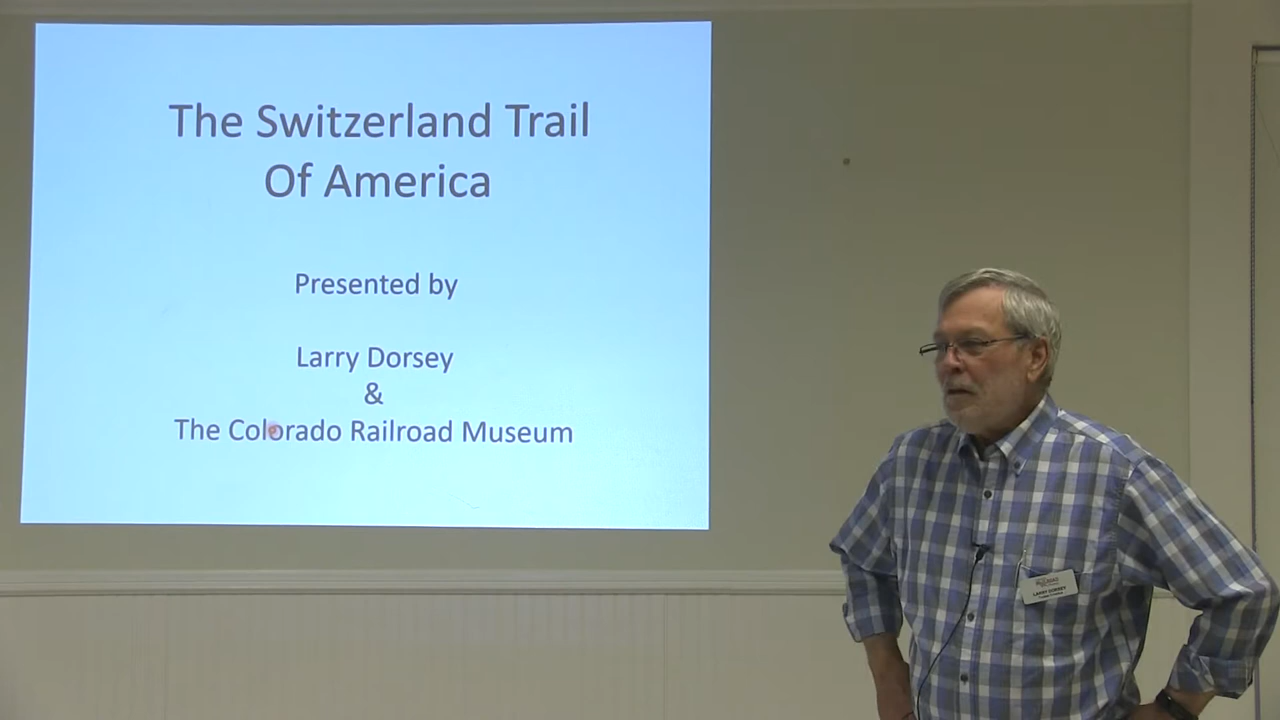 The Switzerland Trail
Of America
Presented by
Larry Dorsey
&
The Colorado Railroad Museum
LARRY DORSEY